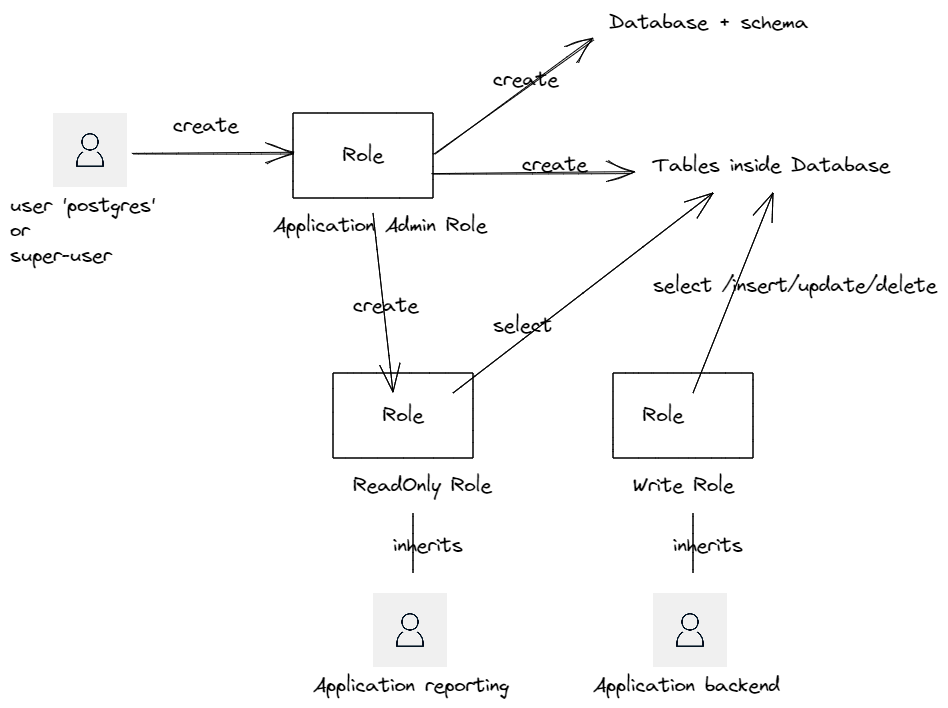 Database + schema
create
create
Role
create
Tables inside Database
user 'postgres'
or
super-user
Application Admin Role
create
select
select /insert/update/delete
Role
Role
ReadOnly Role
Write Role
inherits
inherits
Application reporting
Application backend